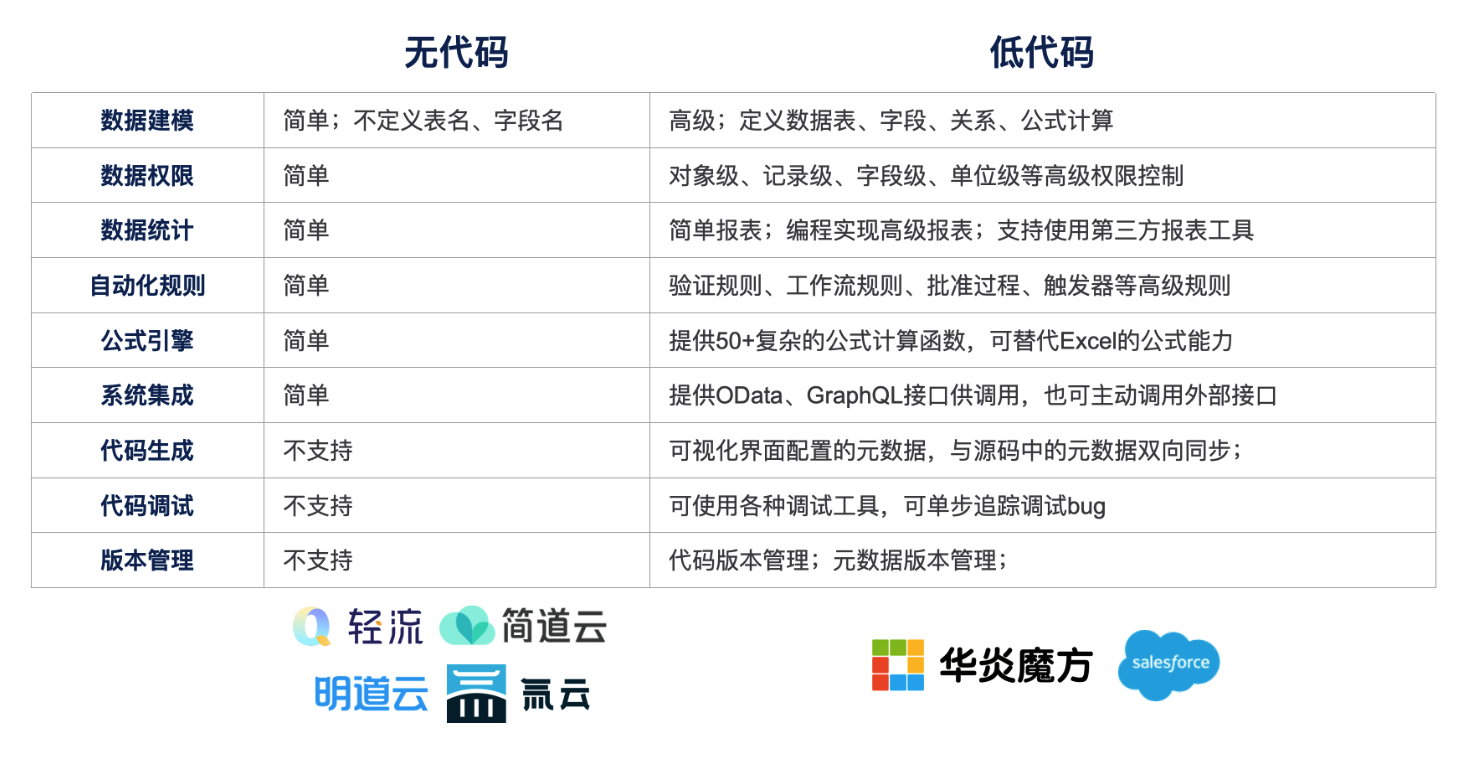 无代码 低代码
数据建模 简单；不定义表名、字段名 高级；定义数据表、字段、关系、公式计算
数据权限 简单 对象级、记录级、字段级、单位级等高级权限控制
数据统计 简单 简单报表；编程实现高级报表；支持使用第三方报表工具
自动化规则 简单 验证规则、工作流规则、批准过程、触发器等高级规则
公式引擎 简单 提供50+复杂的公式计算函数，可替代Excel的公式能力
系统集成 简单 提供OData、GraphQL接口供调用，也可主动调用外部接口
代码生成 不支持 可视化界面配置的元数据，与源码中的元数据双向同步；
代码调试 不支持 可使用各种调试工具，可单步追踪调试bug
版本管理 不支持 代码版本管理；元数据版本管理；
轻流 简道云
明道云 氚云
华炎魔方 salesforce